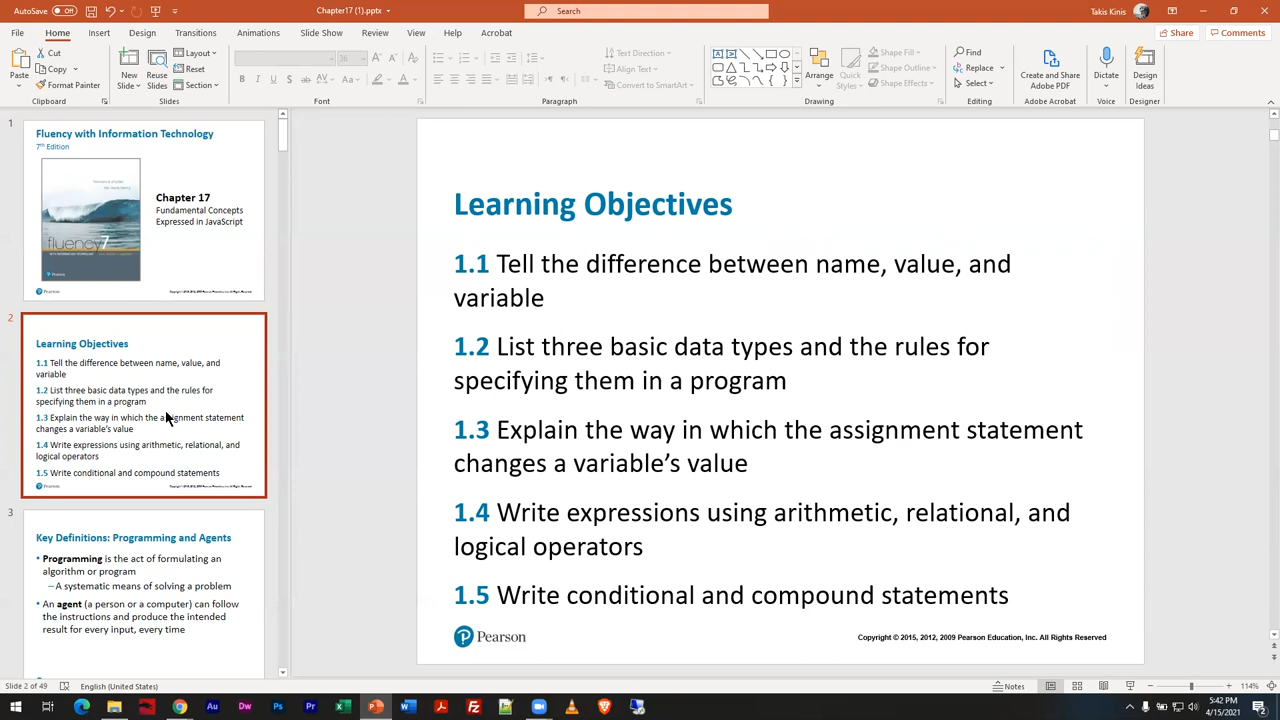 AutoSave Off
Chapter17 (1).pptx
Search
Takis Kinis
File Home Insert Design Transitions Animations Slide Show Review View Help Acrobat
Share Comments
Paste
Cut
Copy
Format Painter
Clipboard
New Slide
Reuse Slides
Layout
Reset
Section
Slides
36
Font
Text Direction
Align Text
Convert to SmartArt
Paragraph
Arrange
Quick Styles
Shape Fill
Shape Outline
Shape Effects
Drawing
Find
Replace
Select
Editing
Create and Share Adobe PDF
Adobe Acrobat
Dictate
Voice
Design Ideas
Designer
1
Fluency with Information Technology
7th Edition
fluency7
Chapter 17
Fundamental Concepts
Expressed in JavaScript
Pearson
2
Learning Objectives
1.1 Tell the difference between name, value, and
variable
1.2 List three basic data types and the rules for
specifying them in a program
1.3 Explain the way in which the assignment statement
changes a variable's value
1.4 Write expressions using arithmetic, relational, and
logical operators
1.5 Write conditional and compound statements
Pearson
3
Key Definitions: Programming and Agents
• Programming is the act of formulating an
algorithm or program
– A systematic means of solving a problem
• An agent (a person or a computer) can follow
the instructions and produce the intended
result for every input, every time
Learning Objectives
1.1 Tell the difference between name, value, and
variable
1.2 List three basic data types and the rules for
specifying them in a program
1.3 Explain the way in which the assignment statement
changes a variable's value
1.4 Write expressions using arithmetic, relational, and
logical operators
1.5 Write conditional and compound statements
Pearson
Copyright © 2015, 2012, 2009 Pearson Education, Inc. All Rights Reserved
Slide 2 of 49
English (United States)
Notes
114%
5:42 PM
4/15/2021